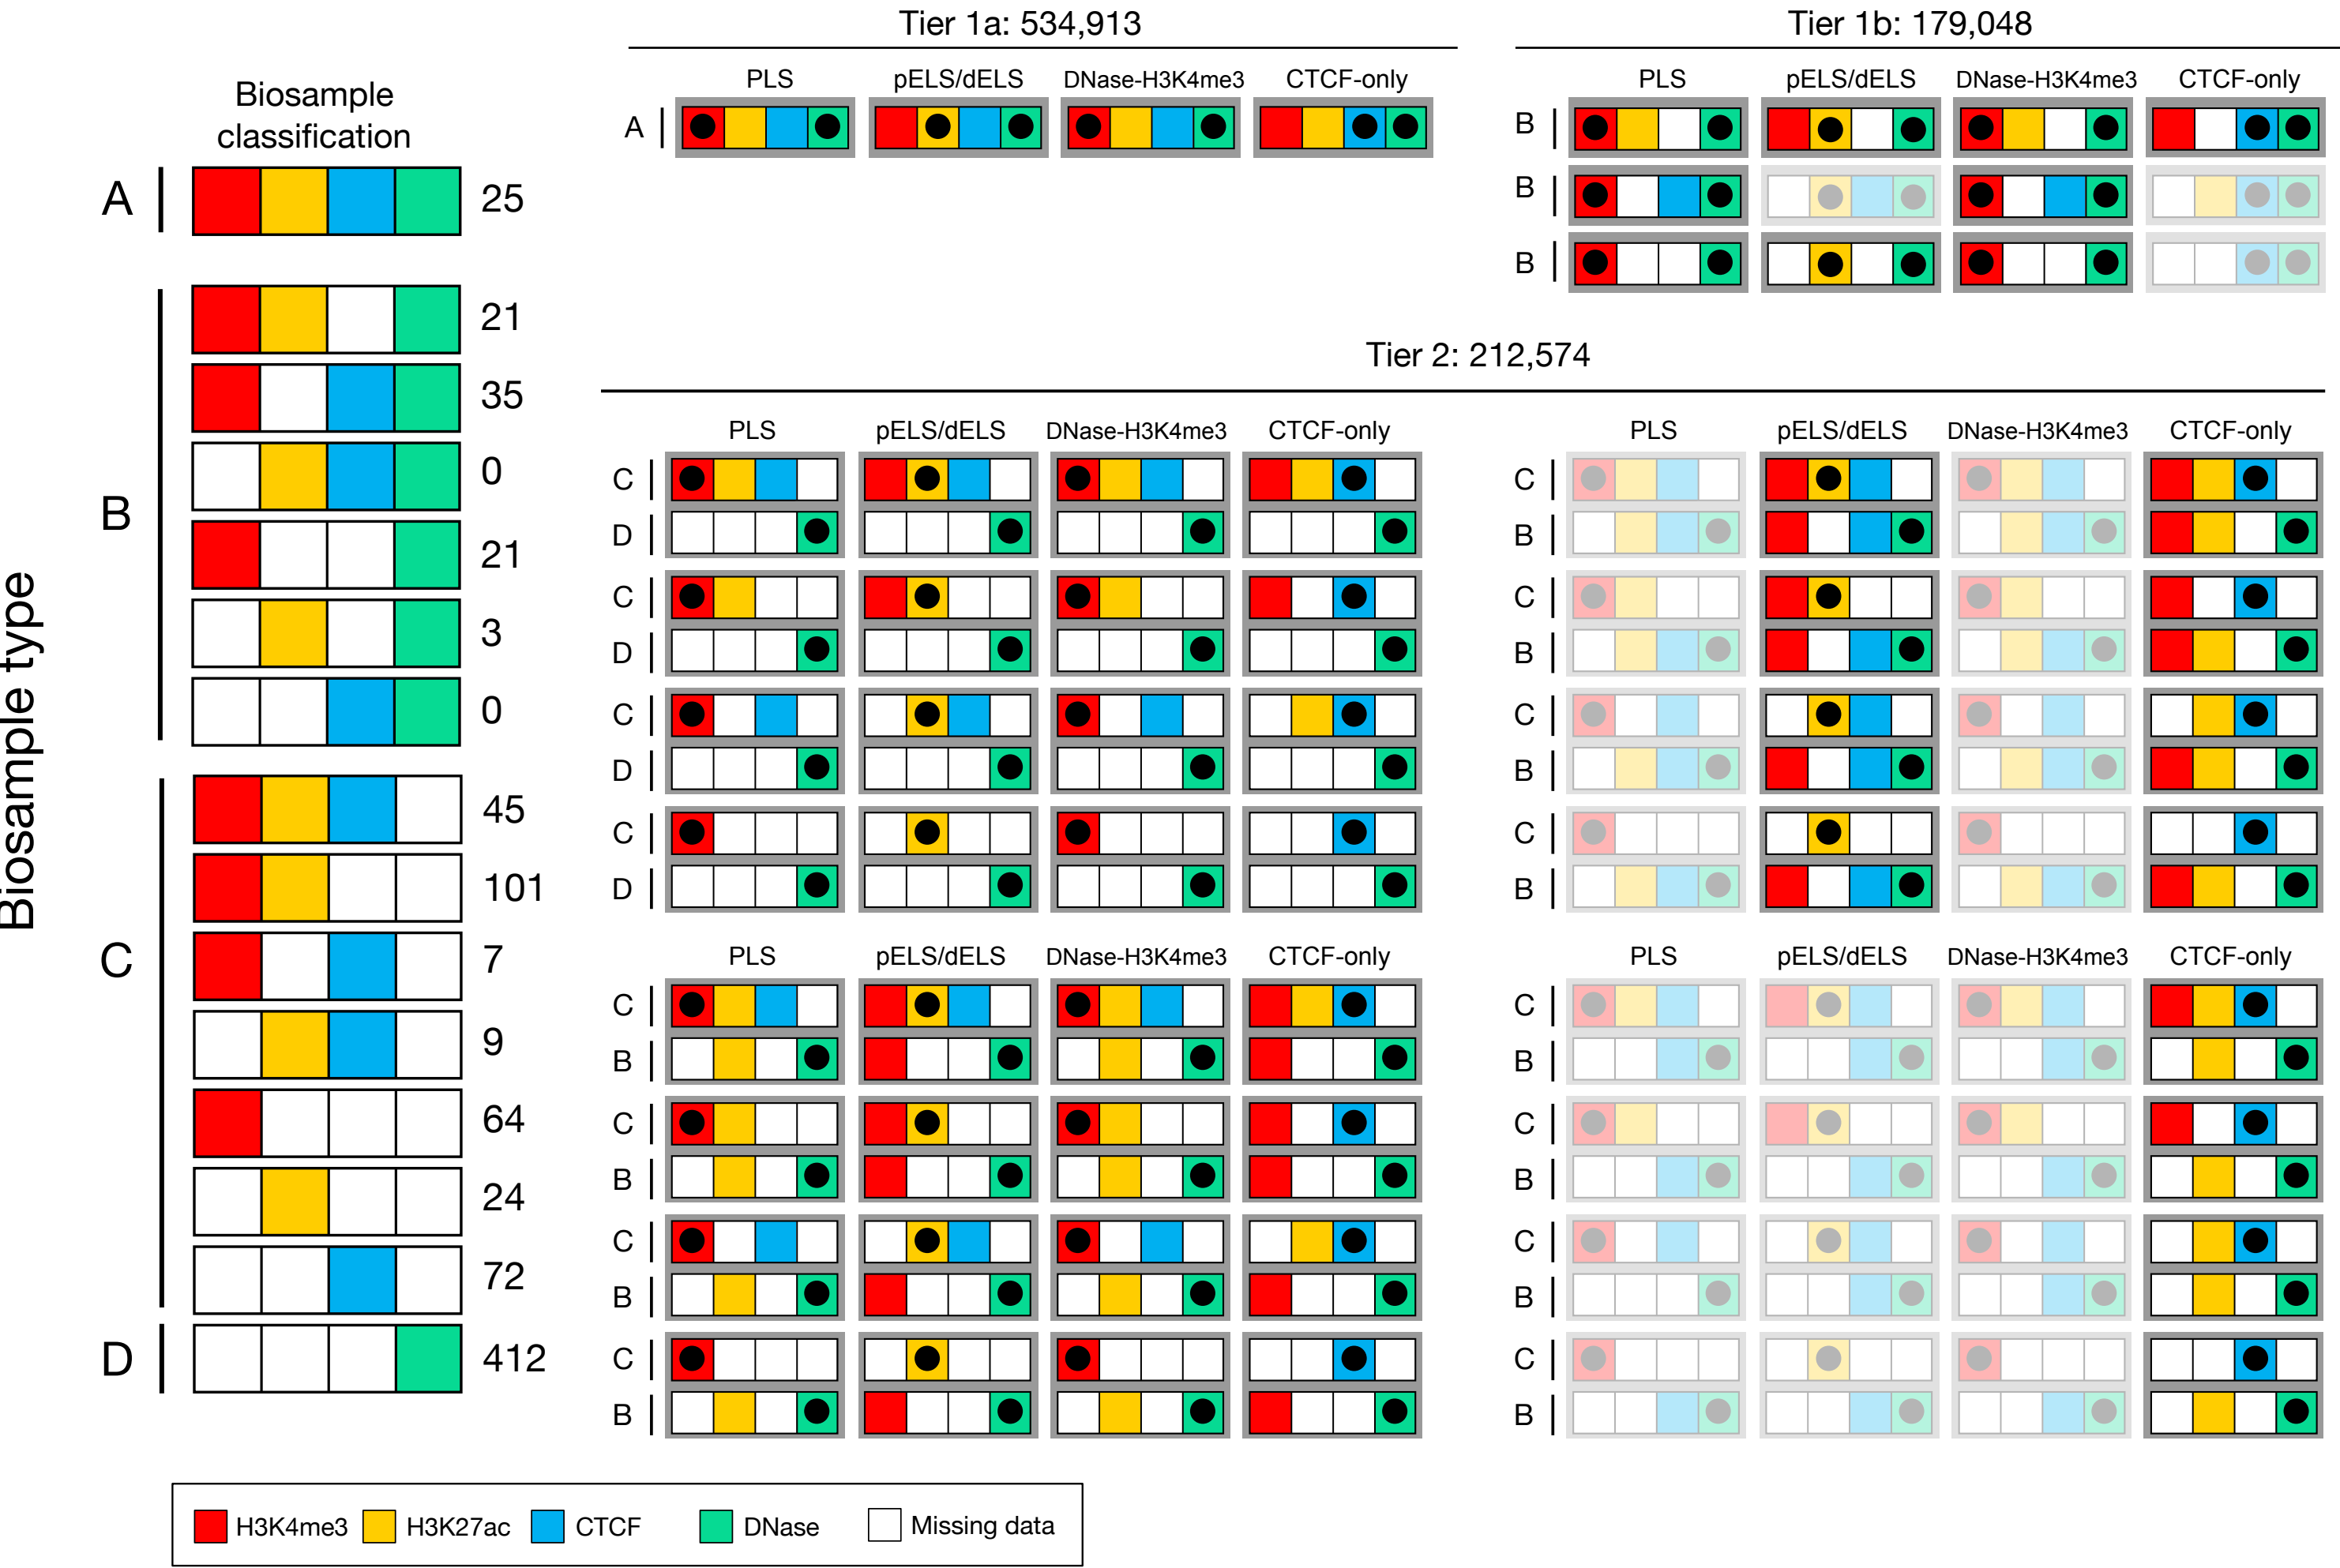 Tier 1a: 534,913
Tier 1b: 179,048
PLS pELS/dELS DNase-H3K4me3 CTCF-only
PLS pELS/dELS DNase-H3K4me3 CTCF-only
A
B
B
B
Biosample
classification
Biosample type
A 25
B
21
35
0
21
3
0
C
45
101
7
9
64
24
72
D 412
Tier 2: 212,574
PLS pELS/dELS DNase-H3K4me3 CTCF-only
C
D
C
D
C
D
C
D
PLS pELS/dELS DNase-H3K4me3 CTCF-only
C
B
C
B
C
B
C
B
PLS pELS/dELS DNase-H3K4me3 CTCF-only
C
B
C
B
C
B
C
B
PLS pELS/dELS DNase-H3K4me3 CTCF-only
C
B
C
B
C
B
C
B
H3K4me3 H3K27ac CTCF DNase Missing data